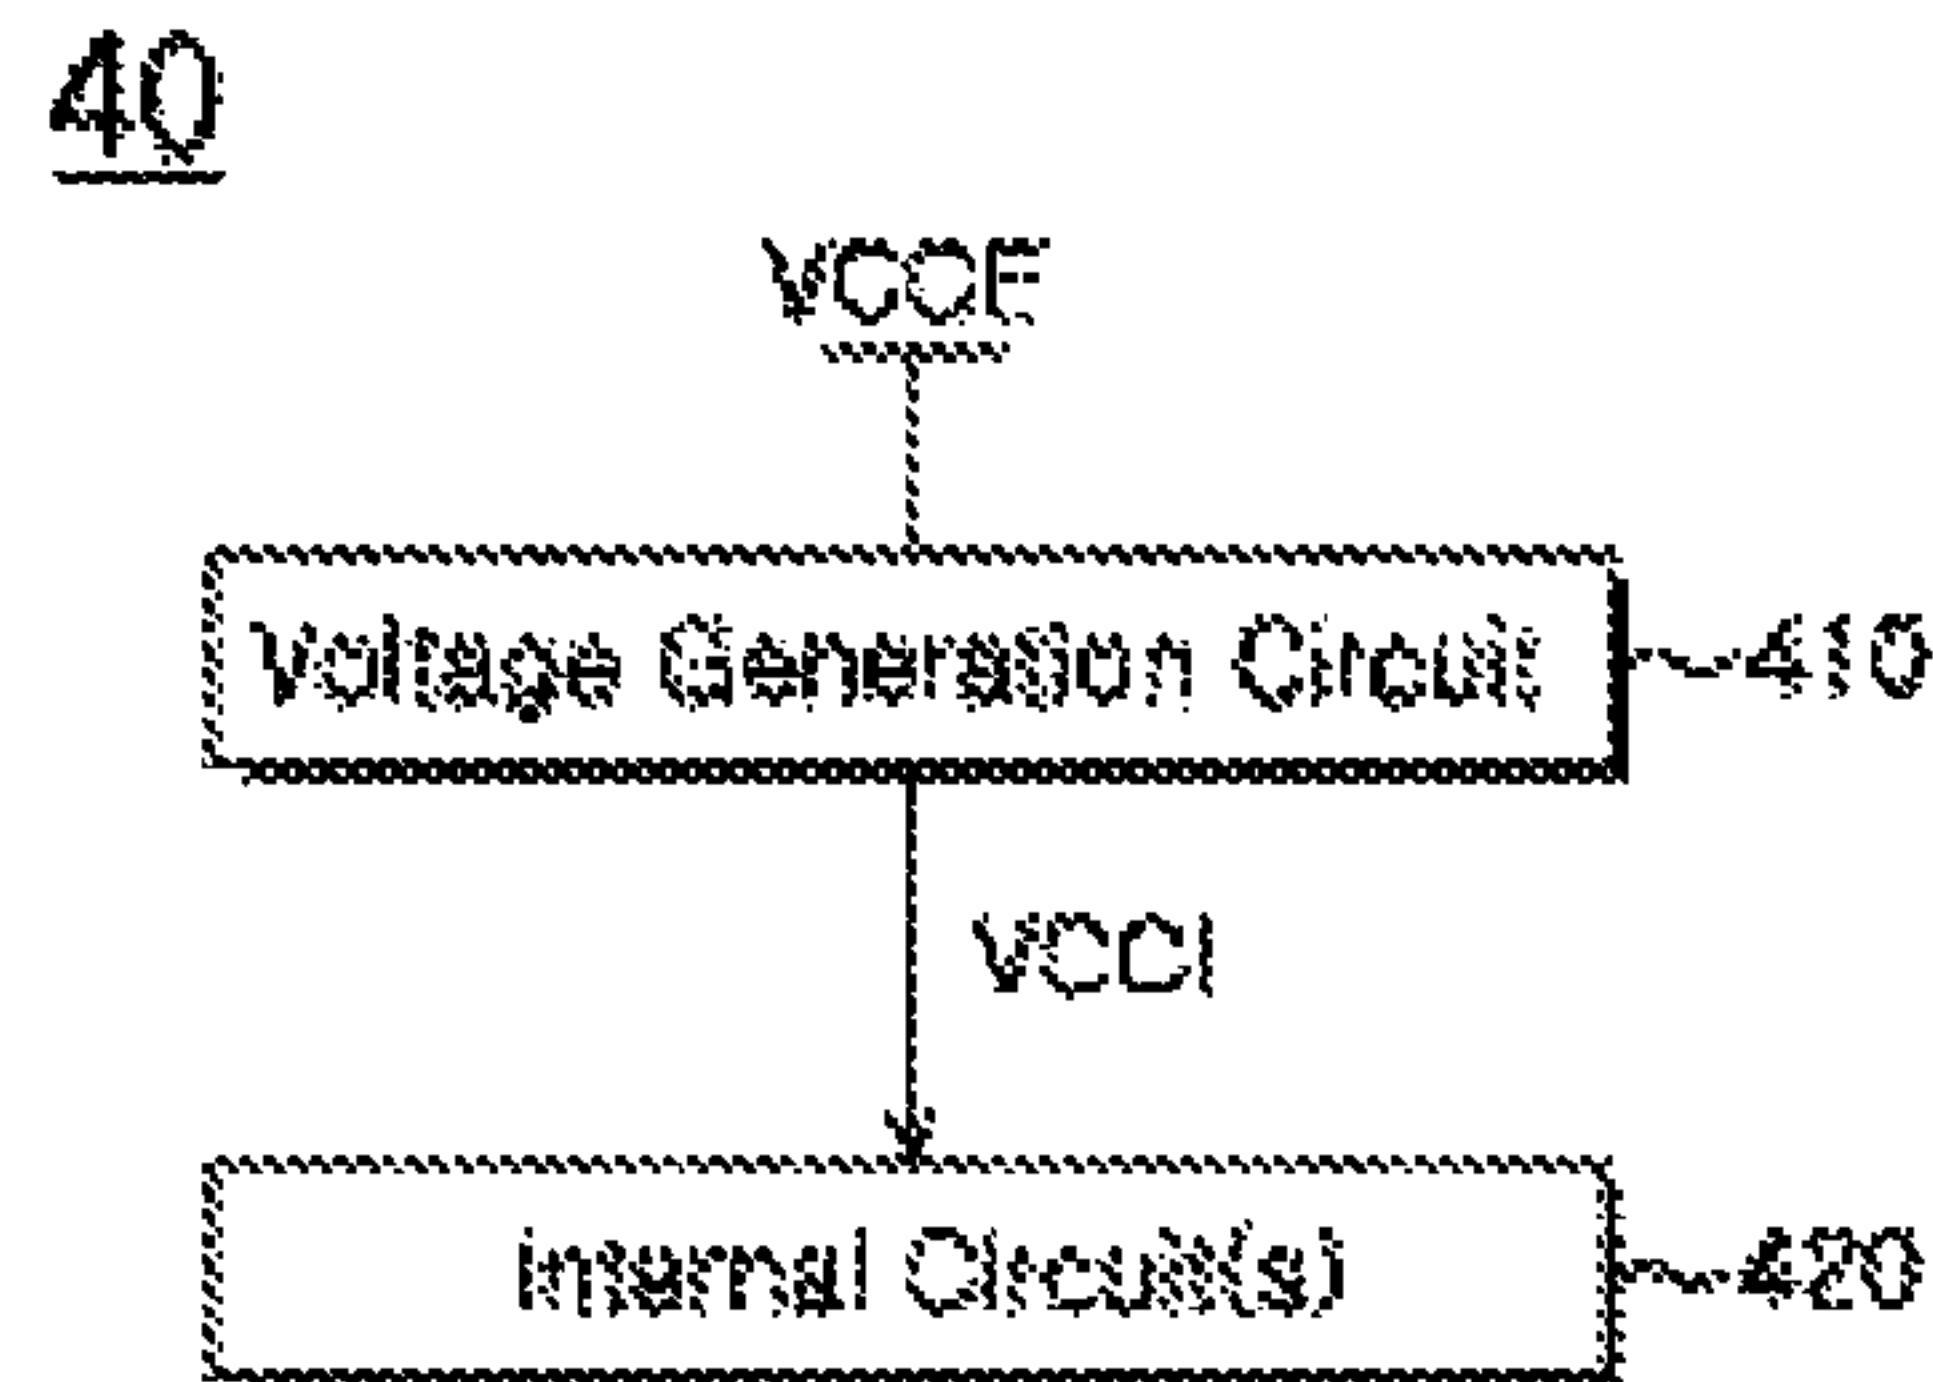 40
VCCE
Voltage Generation Circuit
410
VCCI
Internal Circuit(s)
420